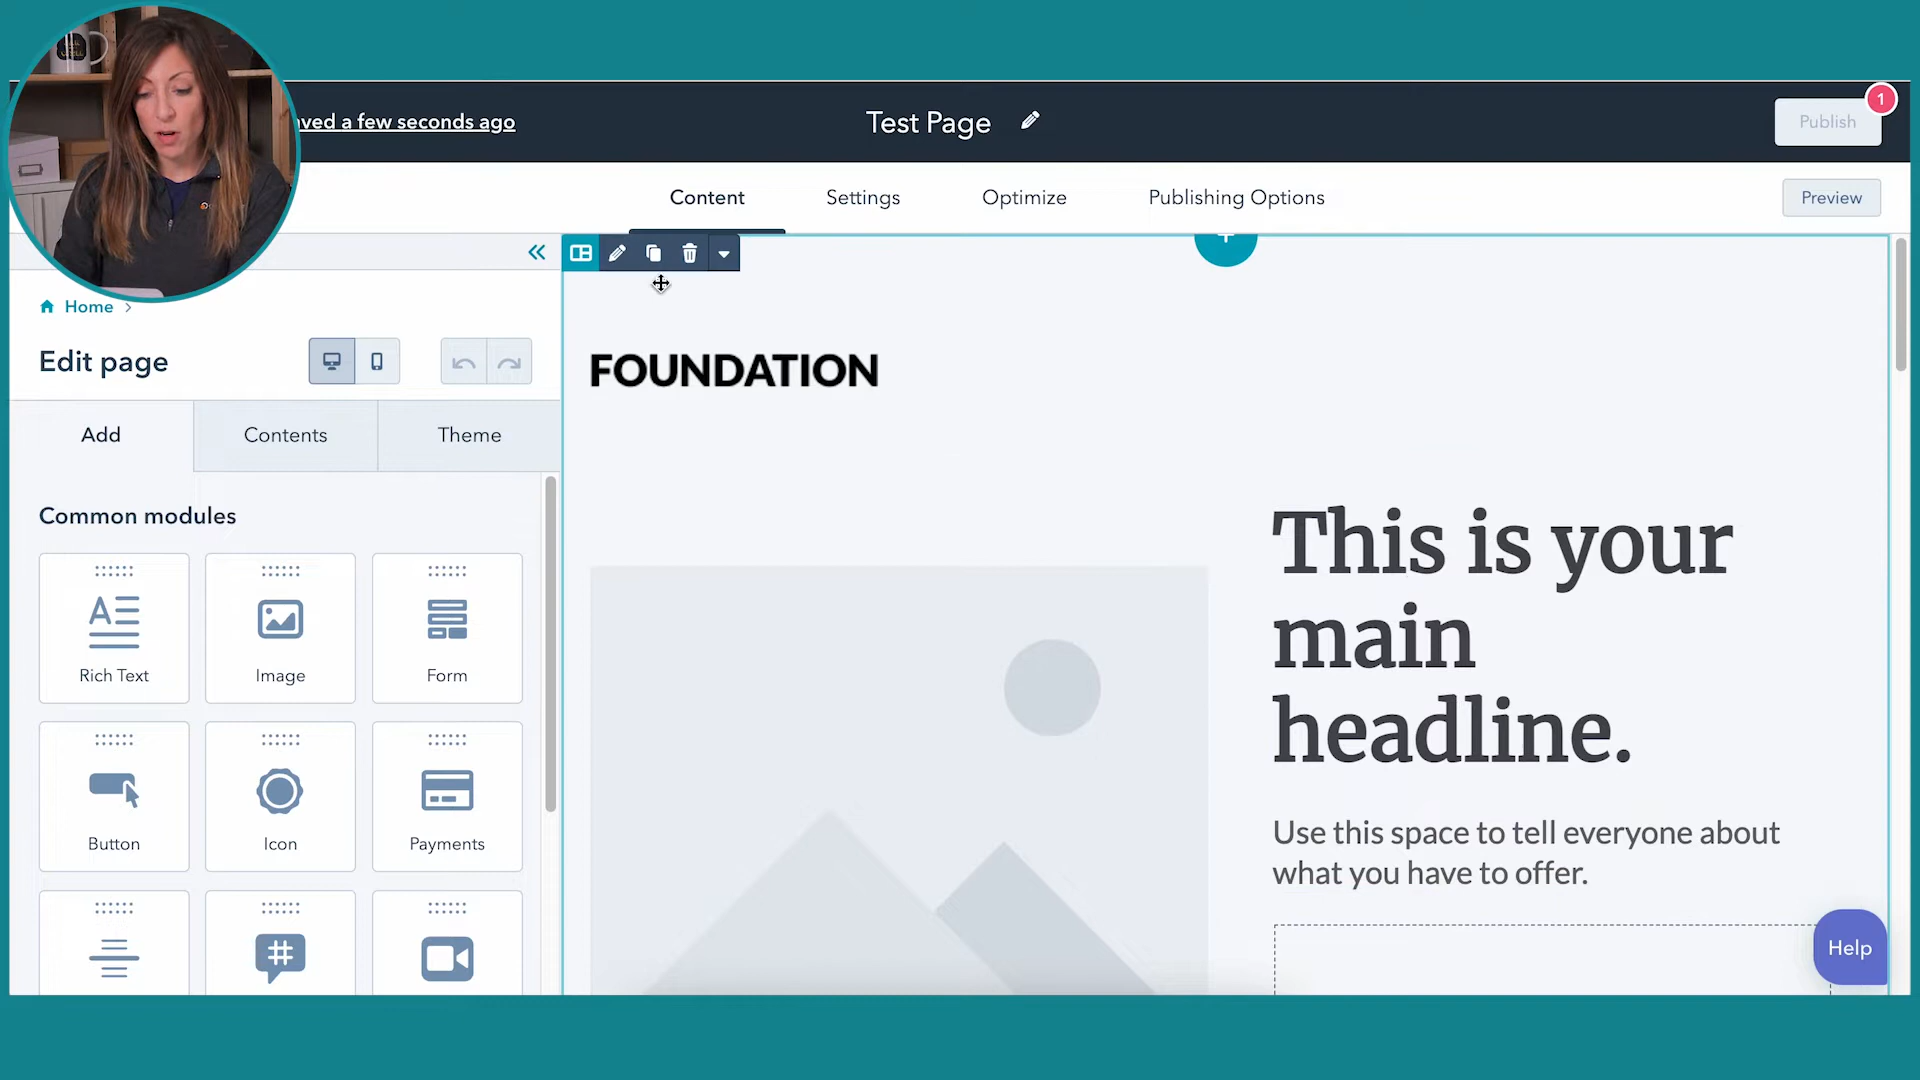 aved a few seconds ago
Test Page
Publish
1
Content
Settings
Optimize
Publishing Options
Preview
Home
Edit page
FOUNDATION
Add
Contents
Theme
Common modules
Rich Text
Image
Form
Button
Icon
Payments
This is your
main
headline.
Use this space to tell everyone about
what you have to offer.
Help